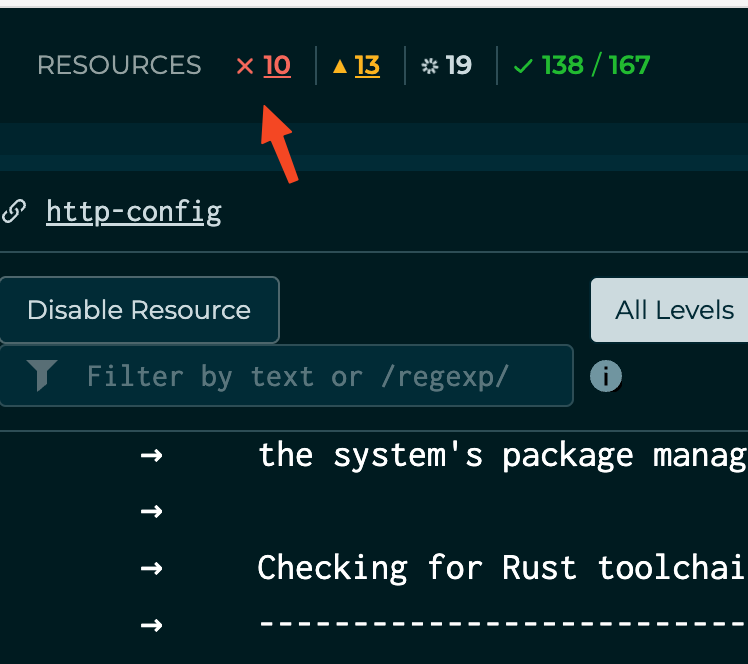 RESOURCES ✕ 10 ▲ 13 19 ✓ 138 / 167
http-config
Disable Resource All Levels
Filter by text or /regexp/ i
→ the system's package manag
→
→ Checking for Rust toolchai
→ --------------------------